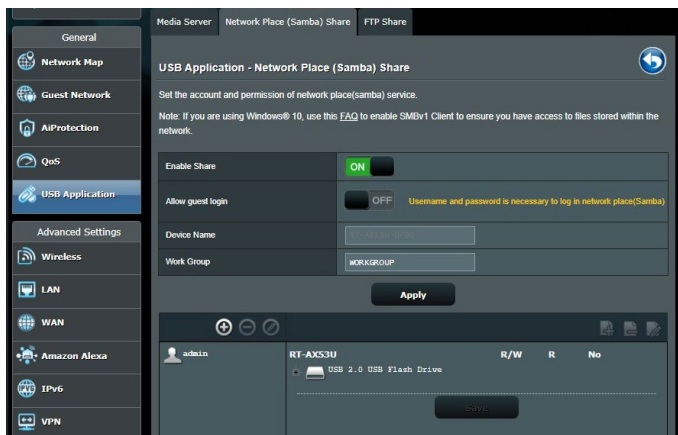 Media Server
Network Place (Samba) Share
FTP Share
General
Network Map
Guest Network
AiProtection
QoS
USB Application
Advanced Settings
Wireless
LAN
WAN
Amazon Alexa
IPv6
VPN
USB Application - Network Place (Samba) Share
Set the account and permission of network place(samba) service.
Note: If you are using Windows® 10, use this FAQ to enable SMBv1 Client to ensure you have access to files stored within the
network.
Enable Share
ON
Allow guest login
OFF
Username and password is necessary to log in network place(Samba)
Device Name
Work Group
WORKGROUP
Apply
admin
RT-AX53U
R/W
R
No
USB 2.0 USB Flash Drive
Save